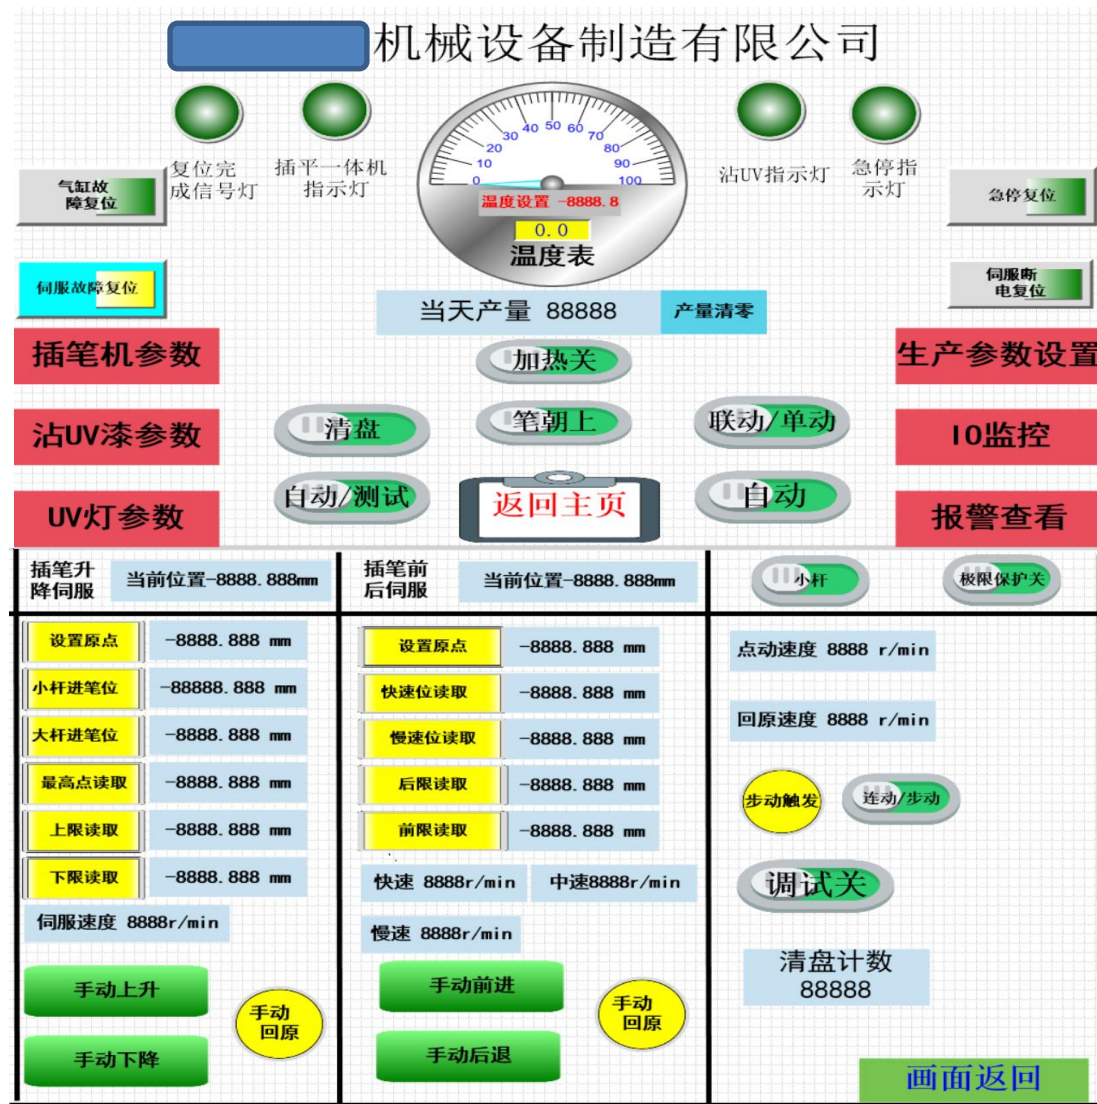 机械设备制造有限公司
复位完
成信号灯
插平一体机
指示灯
0
10
20
30
40
50
60
70
80
90
100
温度设置 -8888.8
0.0
温度表
沾UV指示灯
急停指
示灯
气缸故
障复位
急停复位
伺服故障复位
伺服断
电复位
当天产量 88888
产量清零
插笔机参数
加热关
生产参数设置
沾UV漆参数
清盘
笔朝上
联动/单动
IO监控
UV灯参数
自动/测试
返回主页
自动
报警查看
插笔升
降伺服
当前位置-8888.888mm
设置原点
-8888.888 mm
小杆进笔位
-88888.888 mm
大杆进笔位
-8888.888 mm
最高点读取
-8888.888 mm
上限读取
-8888.888 mm
下限读取
-8888.888 mm
伺服速度 8888r/min
手动上升
手动下降
手动
回原
插笔前
后伺服
当前位置-8888.888mm
设置原点
-8888.888 mm
快速位读取
-8888.888 mm
慢速位读取
-8888.888 mm
后限读取
-8888.888 mm
前限读取
-8888.888 mm
快速 8888r/min
中速8888r/min
慢速 8888r/min
手动前进
手动后退
手动
回原
小杆
极限保护关
点动速度 8888 r/min
回原速度 8888 r/min
步动触发
连动/步动
调试关
清盘计数
88888
画面返回